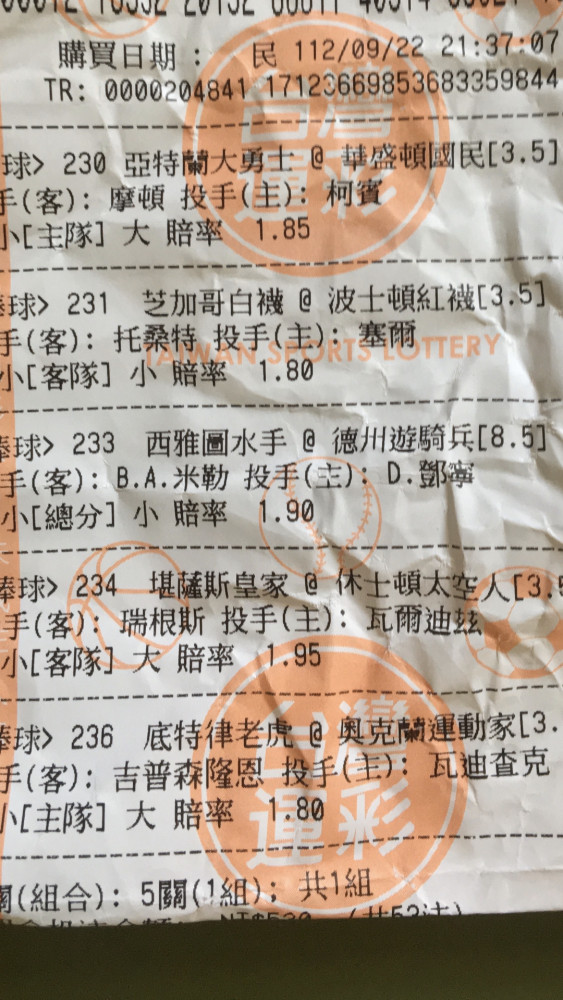 購買日期 : 民 112/09/22 21:37:07
TR: 0000204841 171236698536833598​44
球> 230 亞特蘭大勇士 @ 華盛頓國民[3.5]
手(客): 摩頓 投手(主): 柯賓
小[主隊] 大 賠率 1.85
棒球> 231 芝加哥白襪 @ 波士頓紅襪[3.5]
手(客): 托桑特 投手(主): 塞爾
小[客隊] 小 賠率 1.80
TAIWAN SPORTS LOTTERY
棒球> 233 西雅圖水手 @ 德州遊騎兵[8.5]
手(客): B.A.米勒 投手(主): D.鄧寧
小[總分] 小 賠率 1.90
棒球> 234 堪薩斯皇家 @ 休士頓太空人[3.5
手(客): 瑞根斯 投手(主): 瓦爾迪茲
小[客隊] 大 賠率 1.95
棒球> 236 底特律老虎 @ 奧克蘭運動家[3.
手(客): 吉普森隆恩 投手(主): 瓦迪查克
小[主隊] 大 賠率 1.80
台灣
運彩
關(組合): 5關(1組); 共1組